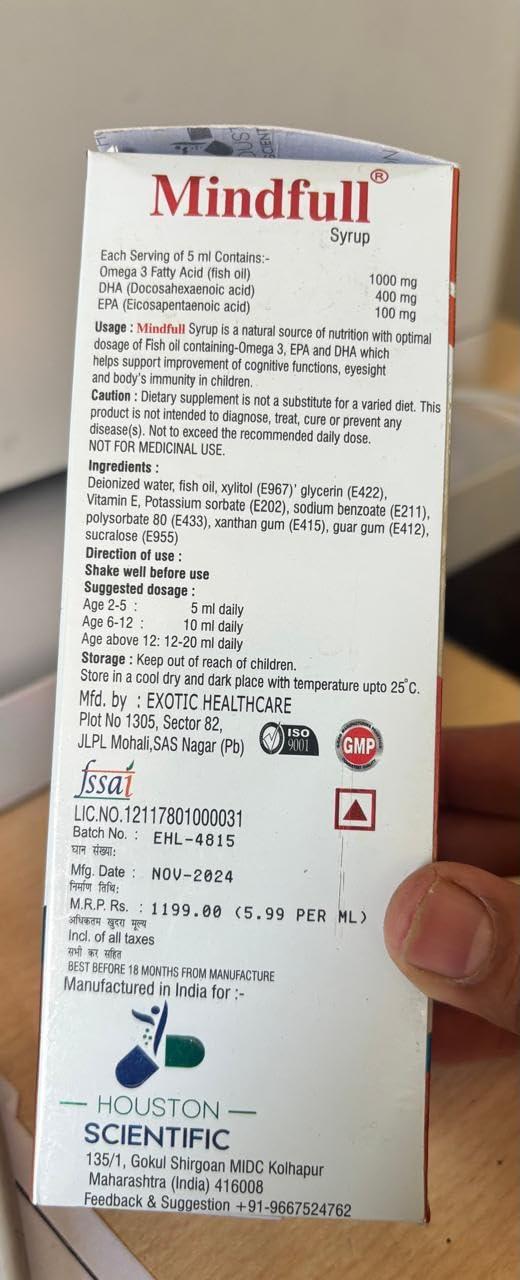 Mindfull®
Syrup
Each Serving of 5 ml Contains:-
Omega 3 Fatty Acid (fish oil) 1000 mg
DHA (Docosahexaenoic acid) 400 mg
EPA (Eicosapentaenoic acid) 100 mg
Usage : Mindfull Syrup is a natural source of nutrition with optimal
dosage of Fish oil containing-Omega 3, EPA and DHA which
helps support improvement of cognitive functions, eyesight
and body's immunity in children.
Caution : Dietary supplement is not a substitute for a varied diet. This
product is not intended to diagnose, treat, cure or prevent any
disease(s). Not to exceed the recommended daily dose.
NOT FOR MEDICINAL USE.
Ingredients :
Deionized water, fish oil, xylitol (E967)' glycerin (E422),
Vitamin E, Potassium sorbate (E202), sodium benzoate (E211),
polysorbate 80 (E433), xanthan gum (E415), guar gum (E412),
sucralose (E955)
Direction of use :
Shake well before use
Suggested dosage :
Age 2-5 : 5 ml daily
Age 6-12 : 10 ml daily
Age above 12: 12-20 ml daily
Storage : Keep out of reach of children.
Store in a cool dry and dark place with temperature upto 25°C.
Mfd. by : EXOTIC HEALTHCARE
Plot No 1305, Sector 82,
JLPL Mohali,SAS Nagar (Pb)
ISO
9001
GMP
fssai
LIC.NO.12117801000031
Batch No. : EHL-4815
घान संख्या:
Mfg. Date : NOV-2024
निर्माण तिथि:
M.R.P. Rs. : 1199.00 (5.99 PER ML)
अधिकतम खुदरा मूल्य
Incl. of all taxes
सभी कर सहित
BEST BEFORE 18 MONTHS FROM MANUFACTURE
Manufactured in India for :-
HOUSTON
SCIENTIFIC
135/1, Gokul Shirgoan MIDC Kolhapur
Maharashtra (India) 416008
Feedback & Suggestion +91-9667524762